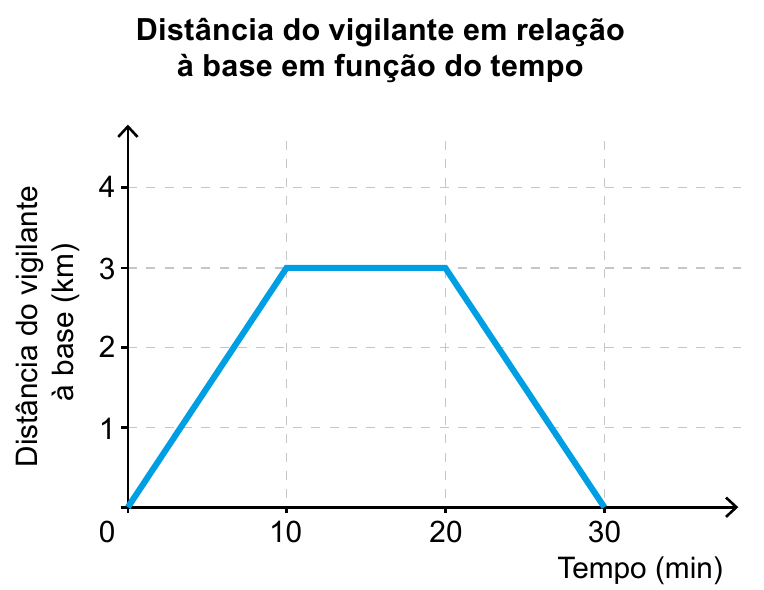 Distância do vigilante em relação
à base em função do tempo
Distância do vigilante
à base (km)
4
3
2
1
0
10
20
30
Tempo (min)